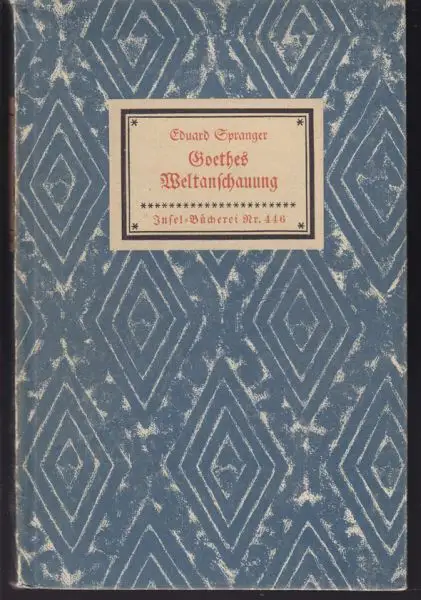 Eduard Spranger
Goethes
Weltanschauung
********************
Insel-Bücherei Nr. 446